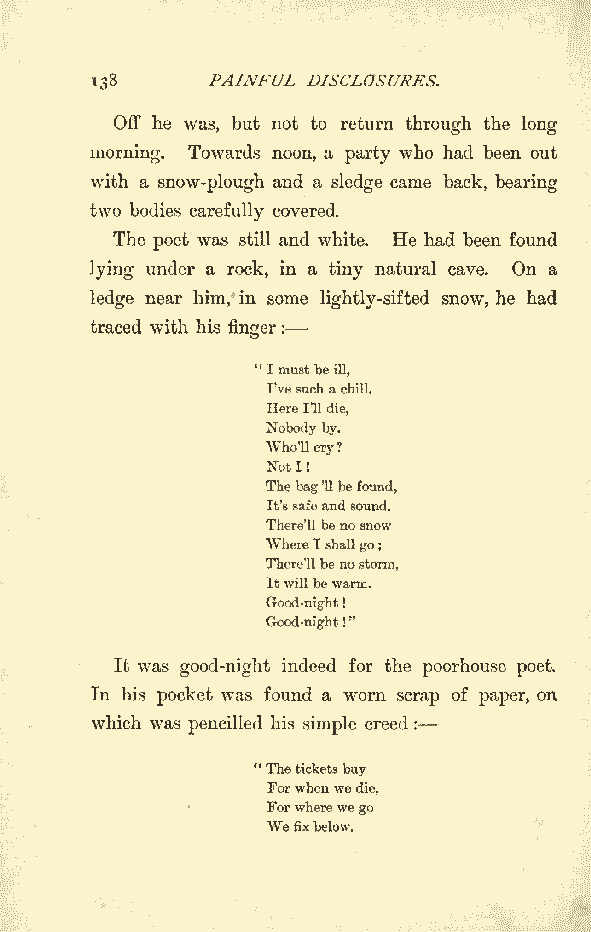 138 PAINFUL DISCLOSURES.
Off he was, but not to return through the long
morning. Towards noon, a party who had been out
with a snow-plough and a sledge came back, bearing
two bodies carefully covered.
The poet was still and white. He had been found
lying under a rock, in a tiny natural cave. On a
ledge near him, in some lightly-sifted snow, he had
traced with his finger:—
"I must be ill,
I've such a chill.
Here I'll die,
Nobody by.
Who'll cry?
Not I!
The bag'll be found,
It's safe and sound.
There'll be no snow
Where I shall go;
There'll be no storm,
It will be warm.
Good-night!
Good-night!"
It was good-night indeed for the poorhouse poet.
In his pocket was found a worn scrap of paper, on
which was pencilled his simple creed:—
"The tickets buy
For when we die.
For where we go
We fix below.